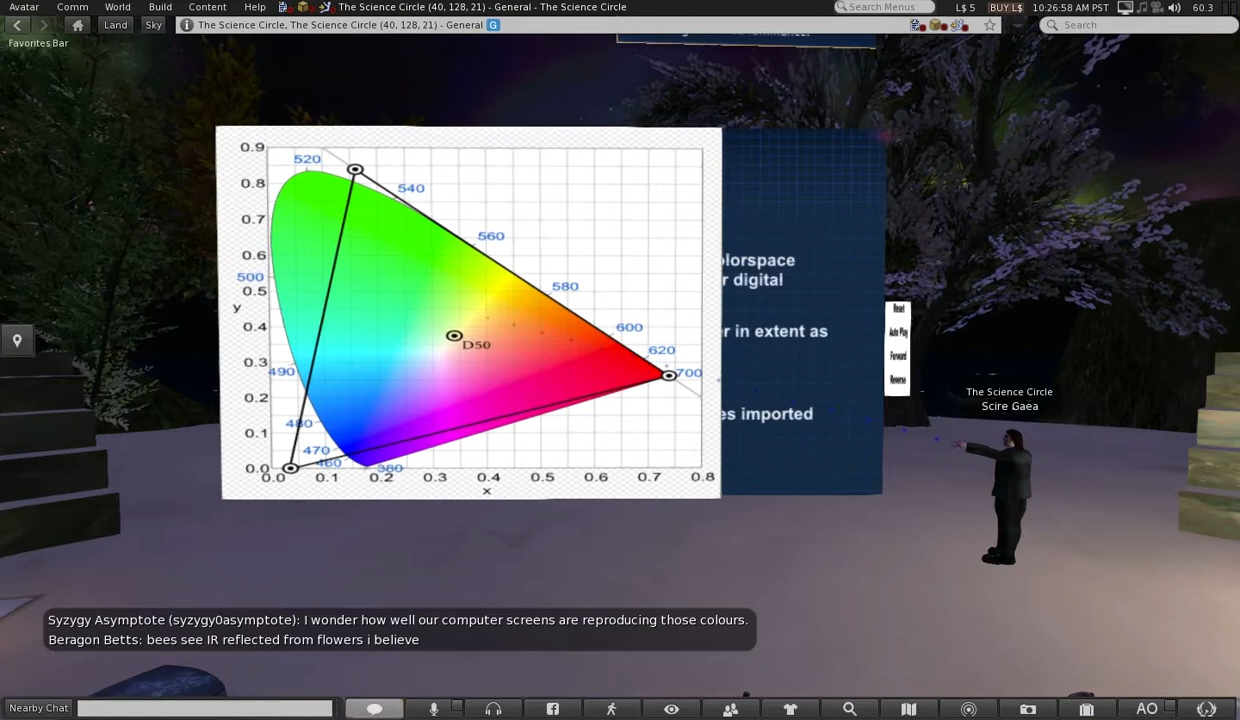 Avatar Comm World Build Content Help The Science Circle (40, 128, 21) - General - The Science Circle Search Menus L$ 5 BUY L$ 10:26:58 AM PST 60.3
Land Sky The Science Circle, The Science Circle (40, 128, 21) - General G Search
Favorites Bar
0.9
520
0.8
540
0.7
560
0.6
500
0.5
580
y
0.4
600
D50
620
0.3
490
700
0.2
480
0.1
470
460
0.0
380
0.0 0.1 0.2 0.3 0.4 0.5 0.6 0.7 0.8
x
olorspace
r digital
er in extent as
es imported
Reset
Auto Play
Forward
Reverse
The Science Circle
Scire Gaea
Syzygy Asymptote (syzygy0asymptote): I wonder how well our computer screens are reproducing those colours.
Beragon Betts: bees see IR reflected from flowers i believe
Nearby Chat AO